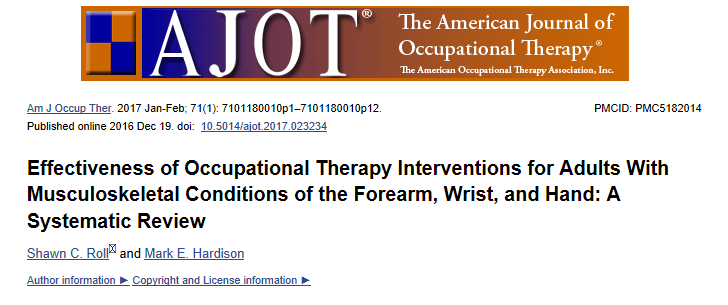 AJOT®
The American Journal of
Occupational Therapy®
The American Occupational Therapy Association, Inc.
Am J Occup Ther. 2017 Jan-Feb; 71(1): 7101180010p1–7101180010p12. PMCID: PMC5182014
Published online 2016 Dec 19. doi: 10.5014/ajot.2017.023234
Effectiveness of Occupational Therapy Interventions for Adults With
Musculoskeletal Conditions of the Forearm, Wrist, and Hand: A
Systematic Review
Shawn C. Roll and Mark E. Hardison
Author information ► Copyright and License information ►